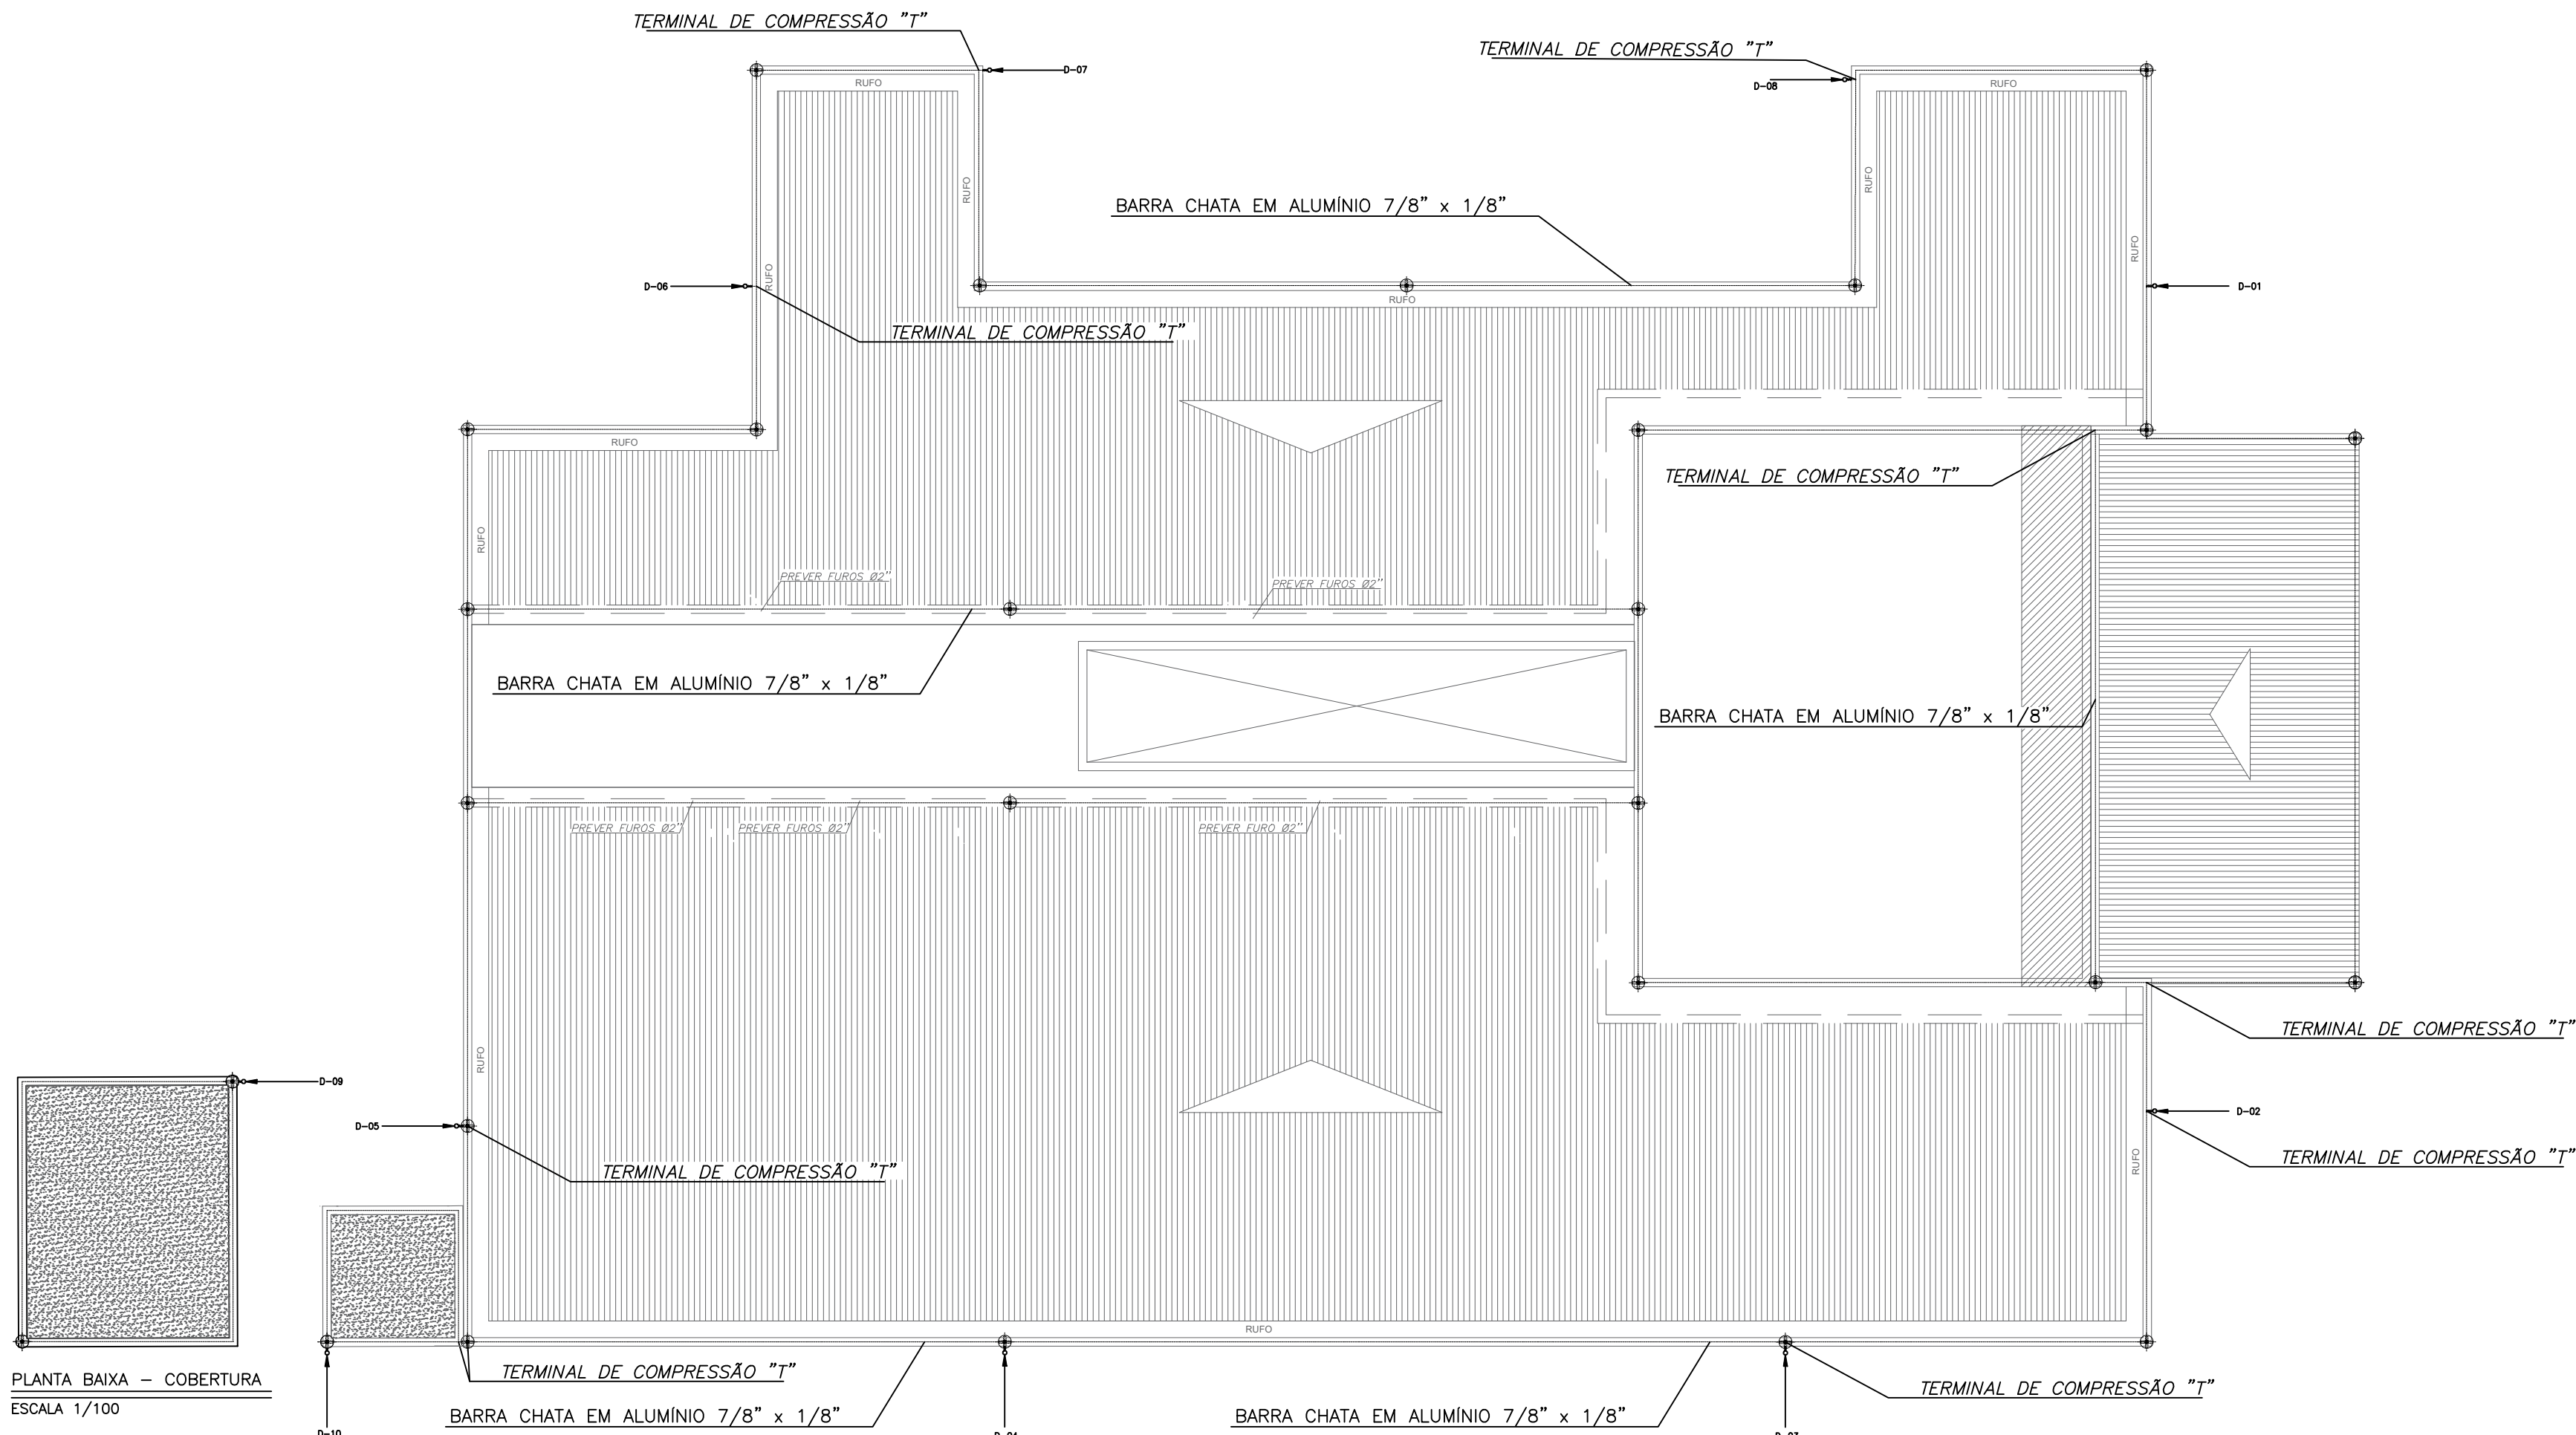 TERMINAL DE COMPRESSÃO "T"
TERMINAL DE COMPRESSÃO "T"
D-07
D-08
RUFO
RUFO
RUFO
RUFO
BARRA CHATA EM ALUMÍNIO 7/8" x 1/8"
RUFO
RUFO
D-06
D-01
RUFO
TERMINAL DE COMPRESSÃO "T"
RUFO
TERMINAL DE COMPRESSÃO "T"
RUFO
PREVER FUROS Ø2"
PREVER FUROS Ø2"
BARRA CHATA EM ALUMÍNIO 7/8" x 1/8"
BARRA CHATA EM ALUMÍNIO 7/8" x 1/8"
PREVER FUROS Ø2"
PREVER FUROS Ø2"
PREVER FURO Ø2"
TERMINAL DE COMPRESSÃO "T"
RUFO
D-09
D-02
D-05
TERMINAL DE COMPRESSÃO "T"
RUFO
TERMINAL DE COMPRESSÃO "T"
RUFO
TERMINAL DE COMPRESSÃO "T"
PLANTA BAIXA – COBERTURA
TERMINAL DE COMPRESSÃO "T"
ESCALA 1/100
BARRA CHATA EM ALUMÍNIO 7/8" x 1/8"
BARRA CHATA EM ALUMÍNIO 7/8" x 1/8"
D-10